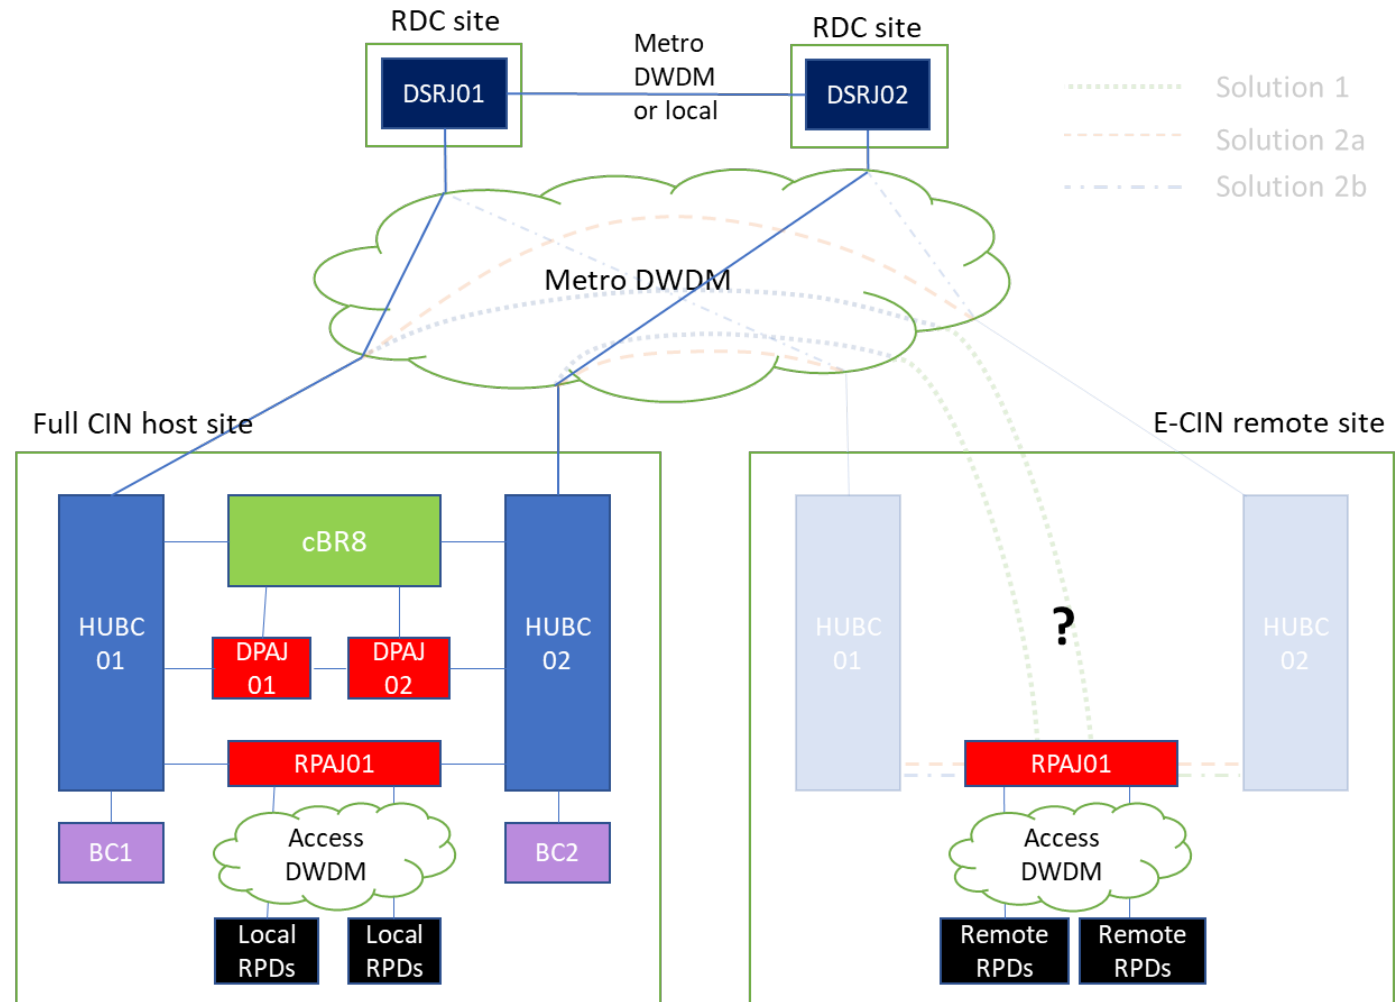 RDC site
RDC site
Metro
DWDM
or local
DSRJ01
DSRJ02
Solution 1
Solution 2a
Solution 2b
Metro DWDM
Full CIN host site
E-CIN remote site
cBR8
HUBC
01
DPAJ
01
DPAJ
02
HUBC
02
RPAJ01
BC1
BC2
Access
DWDM
Local
RPDs
Local
RPDs
HUBC
01
?
HUBC
02
RPAJ01
Access
DWDM
Remote
RPDs
Remote
RPDs